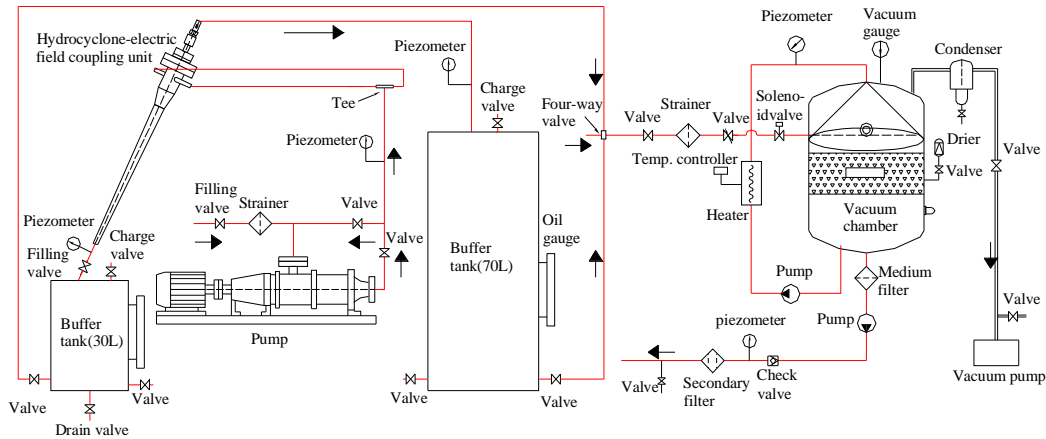 Hydrocyclone-electric
field coupling unit
Piezometer
Charge
valve
Tee
Piezometer
Filling
valve
Strainer
Valve
Valve
Piezometer
Charge
valve
Filling
valve
Buffer
tank(30L)
Pump
Buffer
tank(70L)
Oil
gauge
Valve
Valve
Drain valve
Valve
Valve
Four-way
valve
Valve
Strainer
Valve
Soleno-
idvalve
Temp. controller
Heater
Piezometer
Vacuum
gauge
Condenser
Drier
Valve
Valve
Vacuum
chamber
Pump
Medium
filter
Pump
piezometer
Valve
Secondary
filter
Check
valve
Valve
Vacuum pump